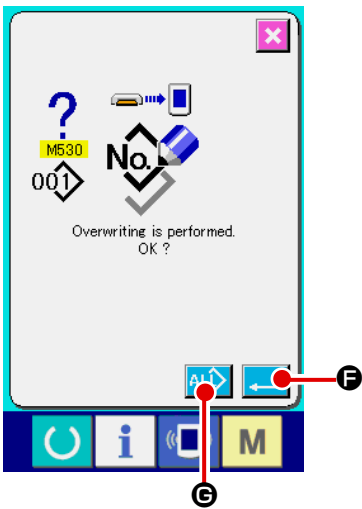 ?
M530
No.
001
Overwriting is performed.
OK ?
ALL
F
i
M
G